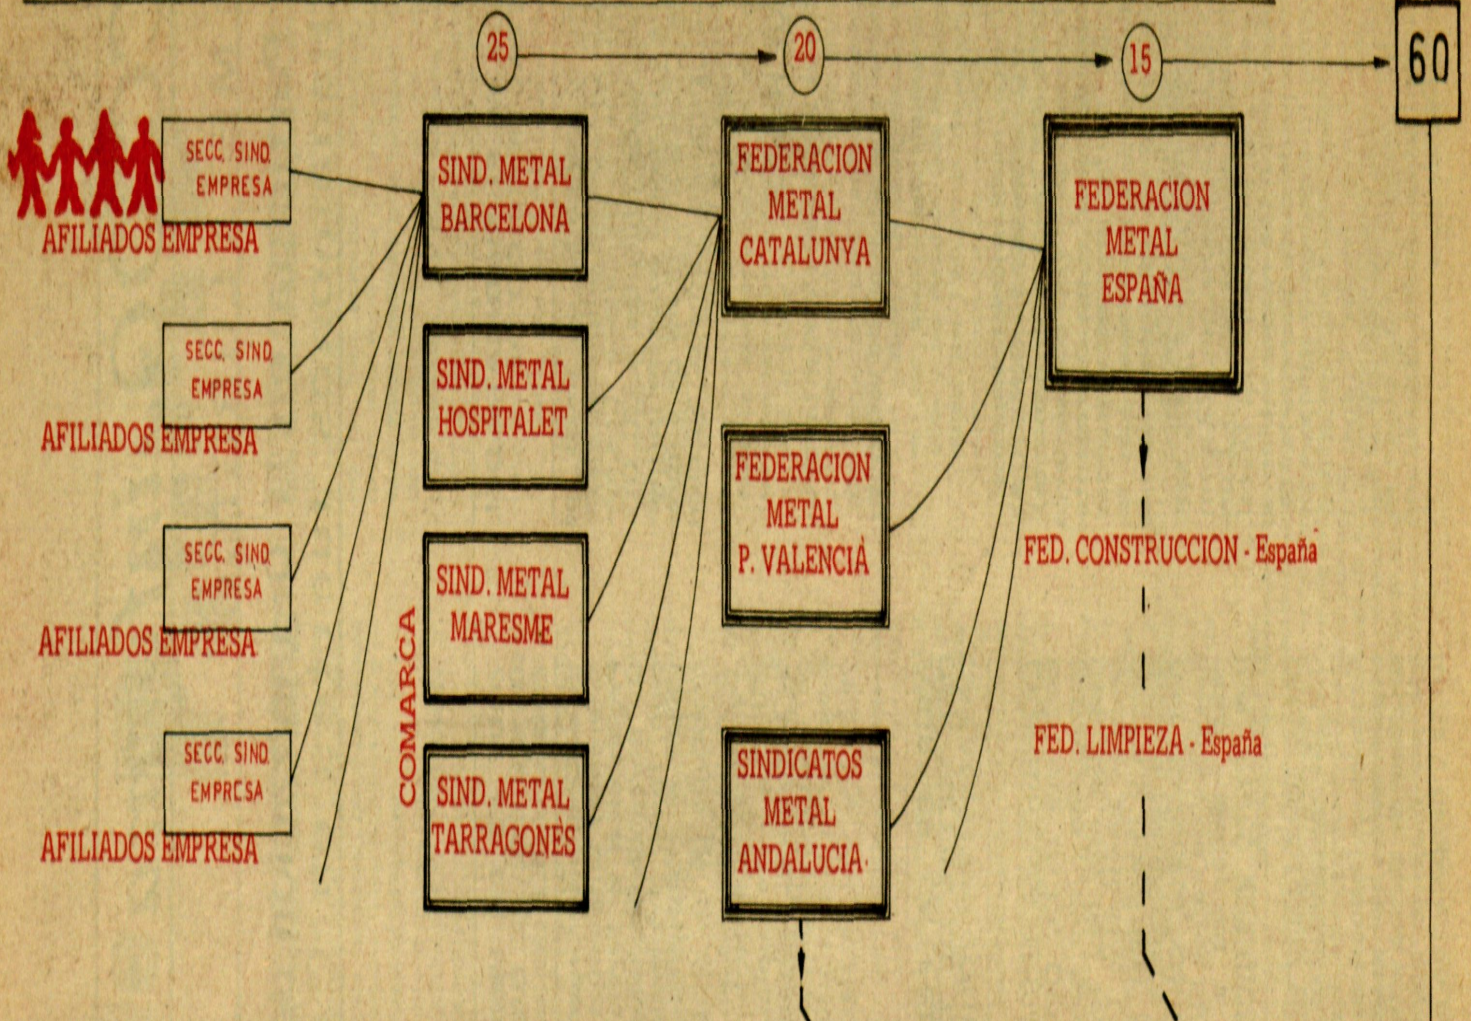 25
20
15
60
SECC. SIND.
EMPRESA
AFILIADOS EMPRESA
SECC. SIND.
EMPRESA
AFILIADOS EMPRESA
SECC. SIND.
EMPRESA
AFILIADOS EMPRESA
SECC. SIND.
EMPRESA
AFILIADOS EMPRESA
COMARCA
SIND. METAL
BARCELONA
SIND. METAL
HOSPITALET
SIND. METAL
MARESME
SIND. METAL
TARRAGONÈS
FEDERACION
METAL
CATALUNYA
FEDERACION
METAL
P. VALENCIÀ
SINDICATOS
METAL
ANDALUCIA
FEDERACION
METAL
ESPAÑA
FED. CONSTRUCCION - España
FED. LIMPIEZA - España